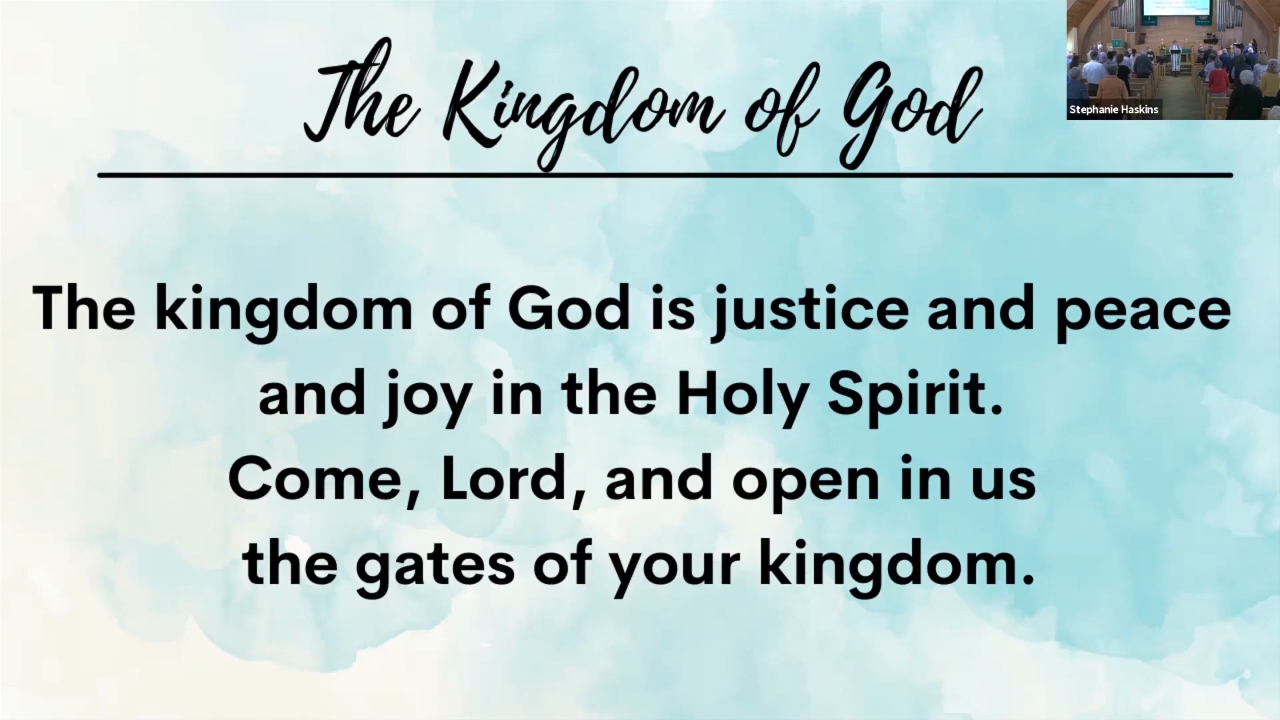 The Kingdom of God
Stephanie Haskins
The kingdom of God is justice and peace
and joy in the Holy Spirit.
Come, Lord, and open in us
the gates of your kingdom.